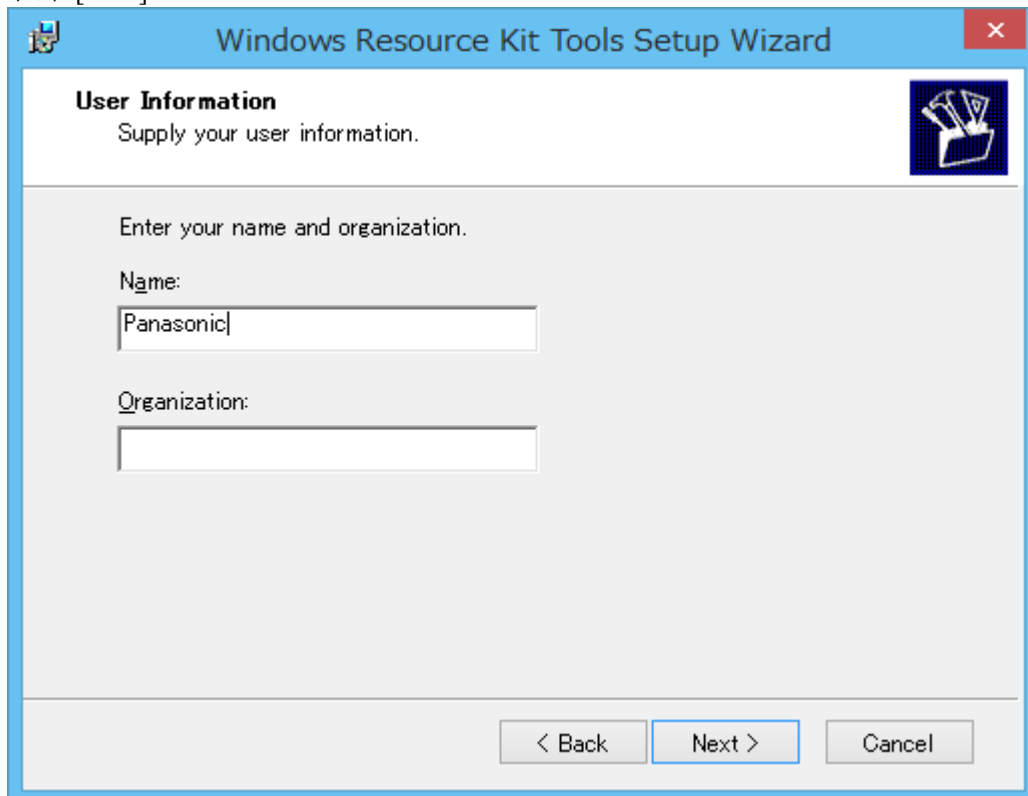 Windows Resource Kit Tools Setup Wizard
User Information
Supply your user information.
Enter your name and organization.
Name:
Panasonic
Organization:
< Back Next > Cancel